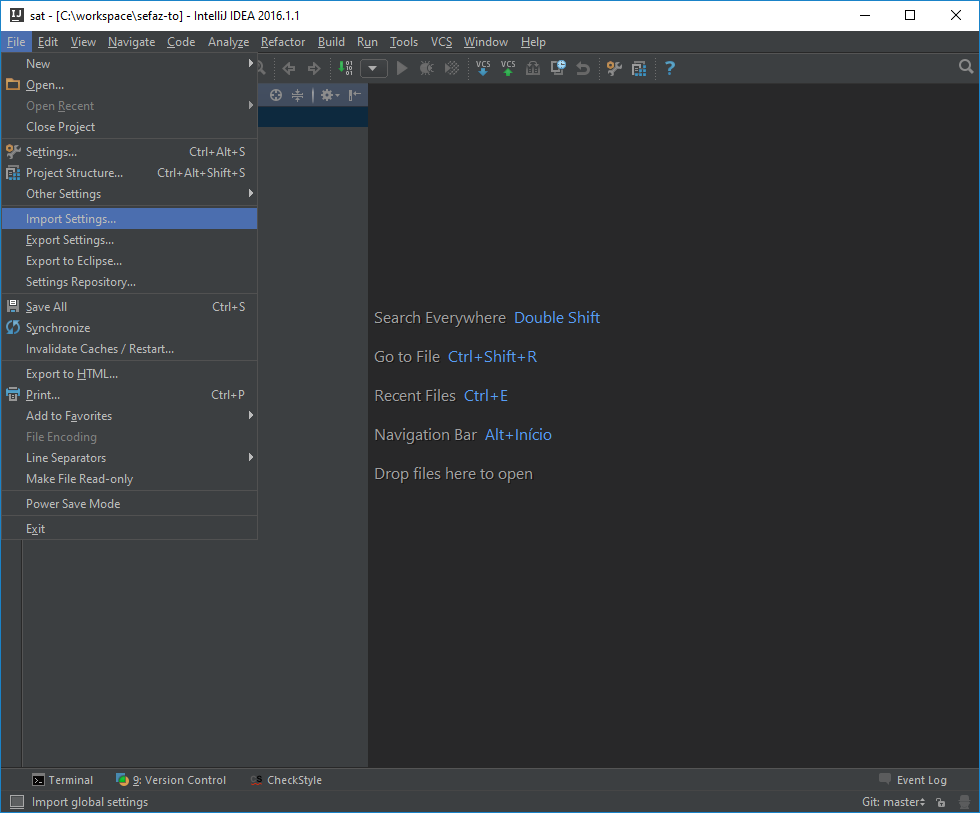 sat - [C:\workspace\sefaz-to] - IntelliJ IDEA 2016.1.1
File Edit View Navigate Code Analyze Refactor Build Run Tools VCS Window Help
New
Open...
Open Recent
Close Project
Settings... Ctrl+Alt+S
Project Structure... Ctrl+Alt+Shift+S
Other Settings
Import Settings...
Export Settings...
Export to Eclipse...
Settings Repository...
Save All Ctrl+S
Synchronize
Invalidate Caches / Restart...
Export to HTML...
Print... Ctrl+P
Add to Favorites
File Encoding
Line Separators
Make File Read-only
Power Save Mode
Exit
VCS VCS
Search Everywhere Double Shift
Go to File Ctrl+Shift+R
Recent Files Ctrl+E
Navigation Bar Alt+Início
Drop files here to open
Terminal 9: Version Control CheckStyle Event Log
Import global settings Git: master